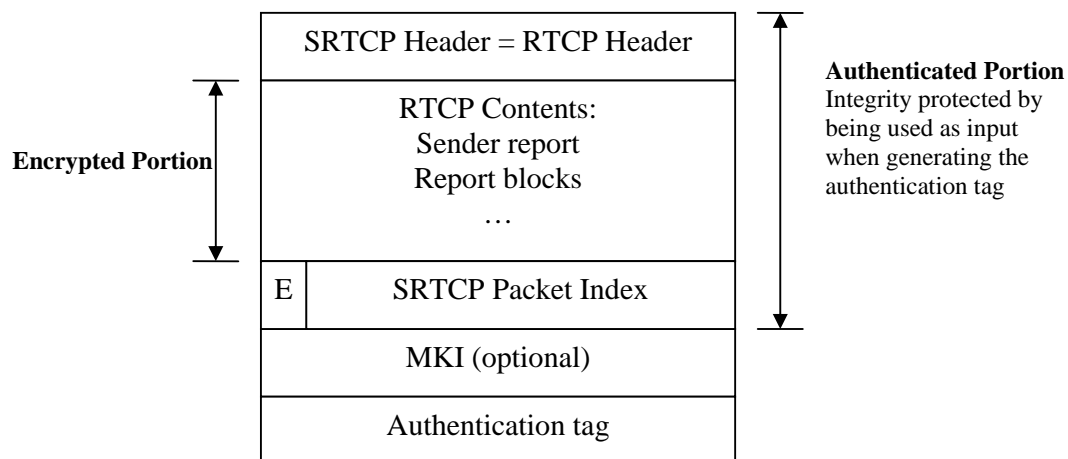 SRTCP Header = RTCP Header
Encrypted Portion
RTCP Contents:
Sender report
Report blocks
…
Authenticated Portion
Integrity protected by
being used as input
when generating the
authentication tag
E
SRTCP Packet Index
MKI (optional)
Authentication tag